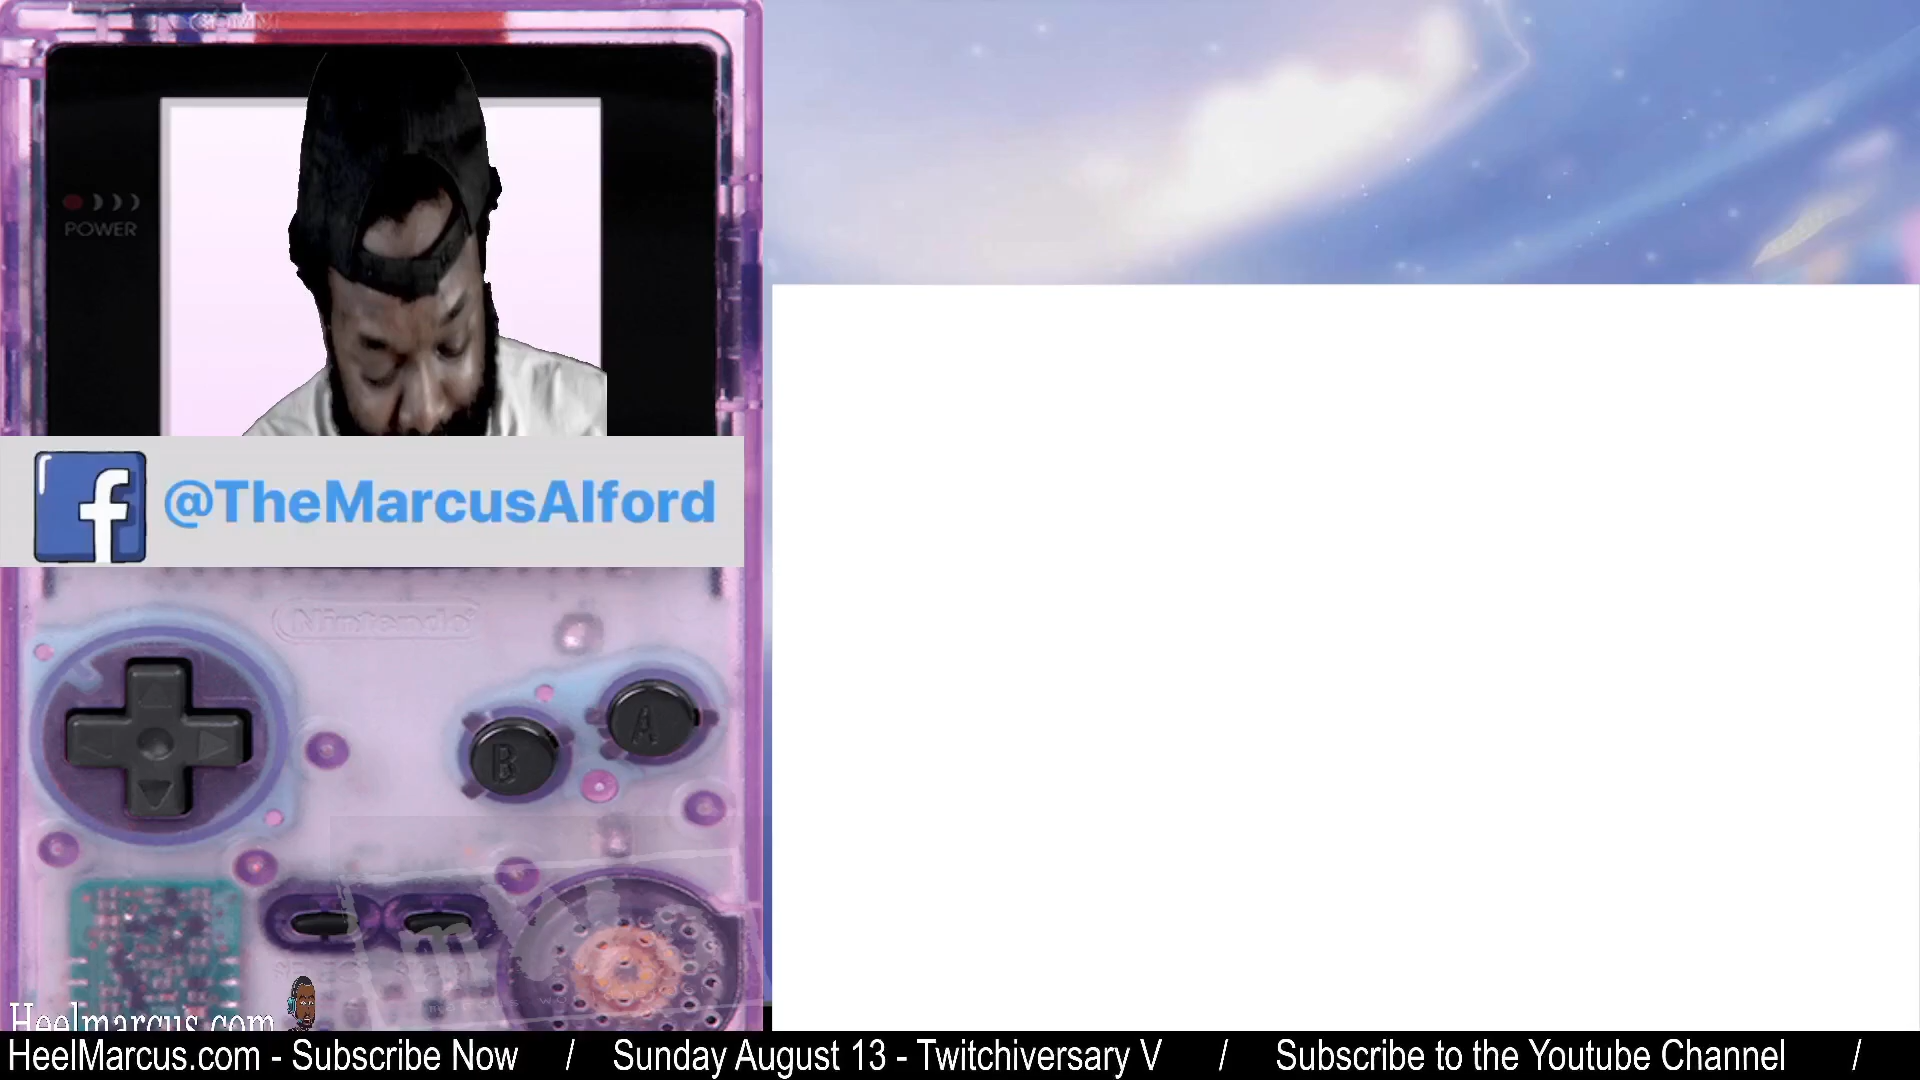 POWER
@TheMarcusAlford
Nintendo
B
A
Heelmarcus.com
HeelMarcus.com - Subscribe Now / Sunday August 13 - Twitchiversary V / Subscribe to the Youtube Channel /